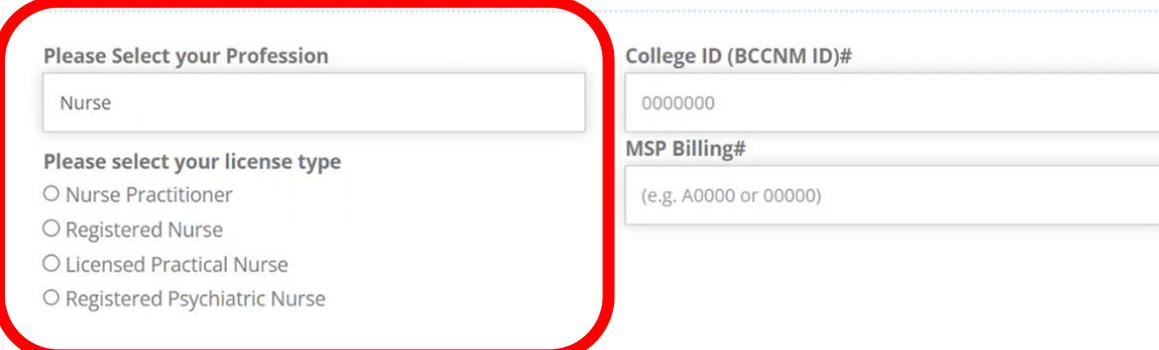 Please Select your Profession
Nurse
Please select your license type
Nurse Practitioner
Registered Nurse
Licensed Practical Nurse
Registered Psychiatric Nurse
College ID (BCCNM ID)#
0000000
MSP Billing#
(e.g. A0000 or 00000)